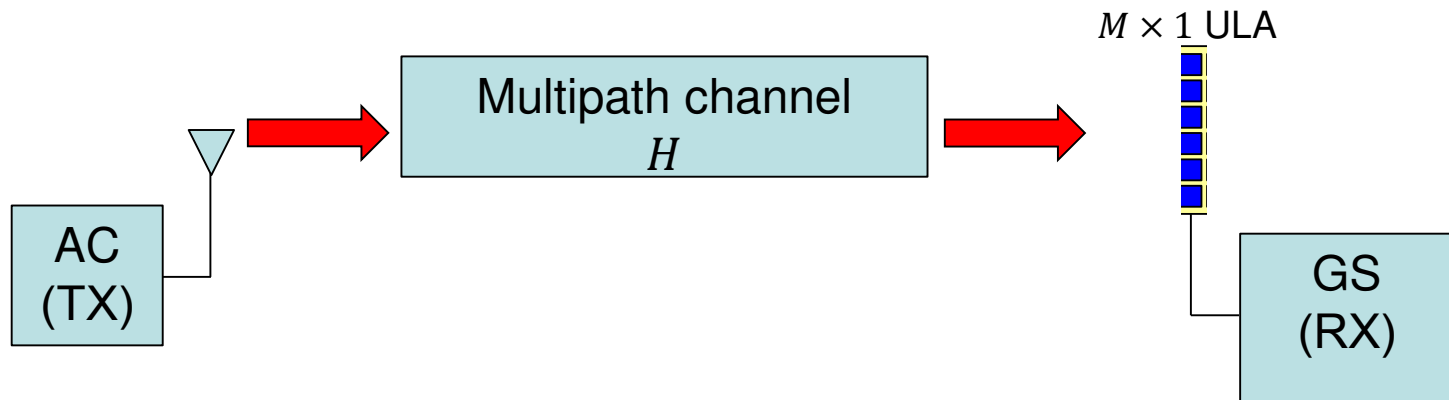 𝑀 × 1 ULA
Multipath channel
𝐻
AC
(TX)
GS
(RX)